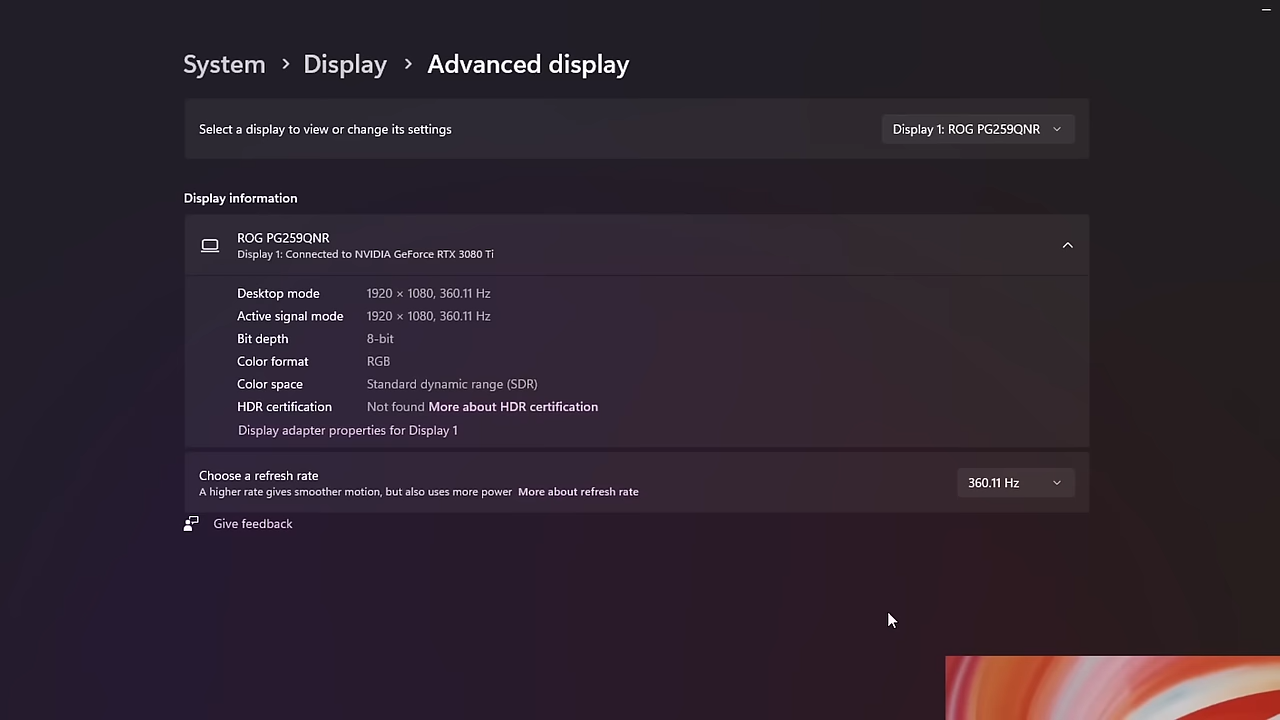 System > Display > Advanced display
Select a display to view or change its settings
Display 1: ROG PG259QNR
Display information
ROG PG259QNR
Display 1: Connected to NVIDIA GeForce RTX 3080 Ti
Desktop mode 1920 × 1080, 360.11 Hz
Active signal mode 1920 × 1080, 360.11 Hz
Bit depth 8-bit
Color format RGB
Color space Standard dynamic range (SDR)
HDR certification Not found More about HDR certification
Display adapter properties for Display 1
Choose a refresh rate
A higher rate gives smoother motion, but also uses more power More about refresh rate
360.11 Hz
Give feedback